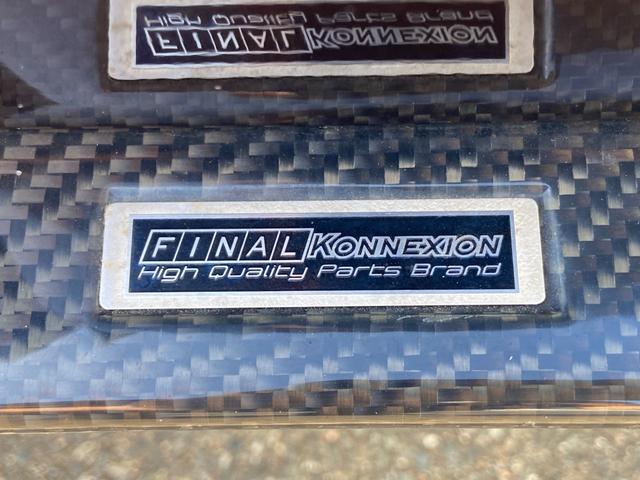 FINAL KONNEXION
High Quality Parts Brand